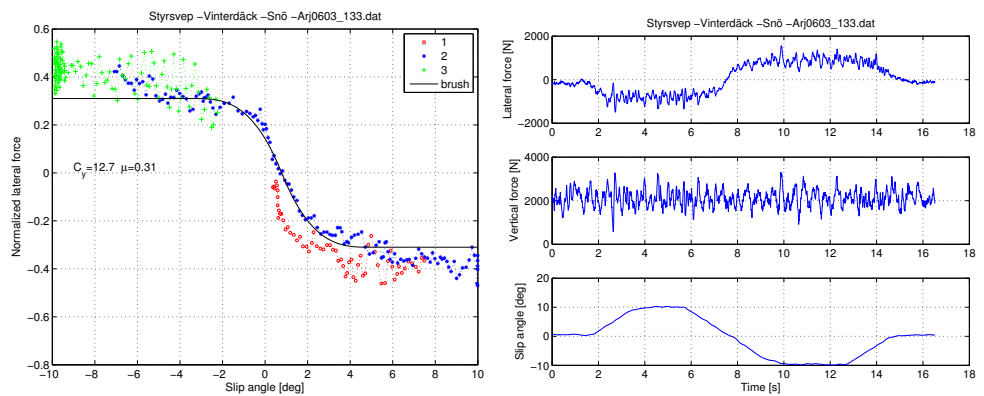 Styrsvep −Vinterdäck −Snö −Arj0603_133.dat
0.6
0.4
0.2
0
−0.2
−0.4
−0.6
−0.8
Normalized lateral force
1
2
3
brush
C_y=12.7 μ=0.31
−10 −8 −6 −4 −2 0 2 4 6 8 10
Slip angle [deg]
Styrsvep −Vinterdäck −Snö −Arj0603_133.dat
2000
0
−2000
Lateral force [N]
0 2 4 6 8 10 12 14 16 18
4000
2000
0
Vertical force [N]
0 2 4 6 8 10 12 14 16 18
20
10
0
−10
Slip angle [deg]
0 2 4 6 8 10 12 14 16 18
Time [s]